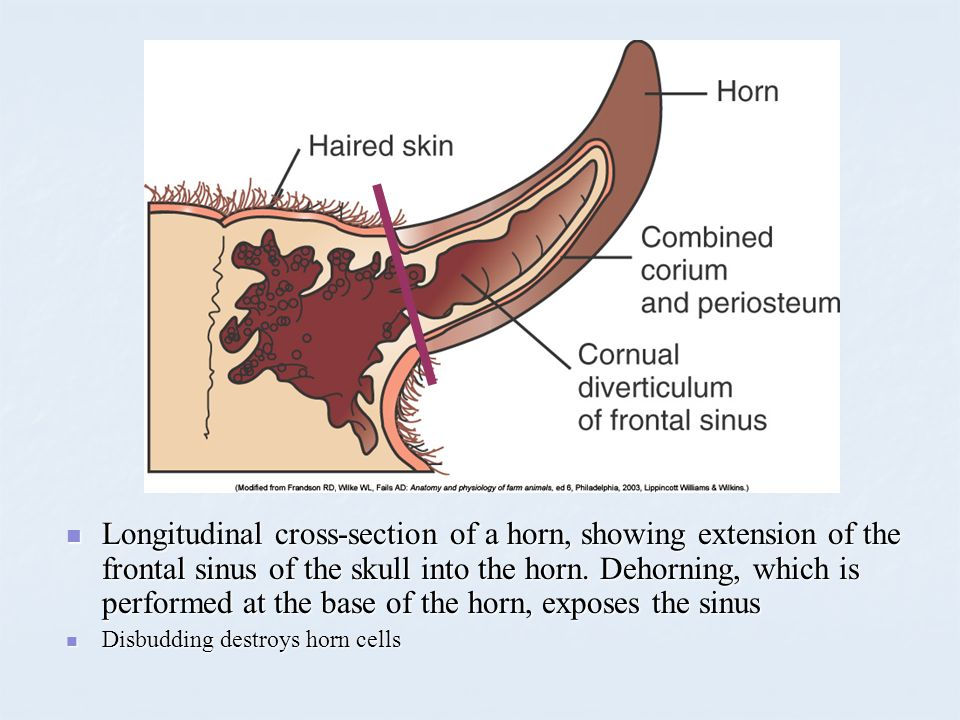 Horn
Haired skin
Combined
corium
and periosteum
Cornual
diverticulum
of frontal sinus
(Modified from Frandson RD, Wilke WL, Fails AD: Anatomy and physiology of farm animals, ed 6, Philadelphia, 2003, Lippincott Williams & Wilkins.)
Longitudinal cross-section of a horn, showing extension of the
frontal sinus of the skull into the horn. Dehorning, which is
performed at the base of the horn, exposes the sinus
Disbudding destroys horn cells